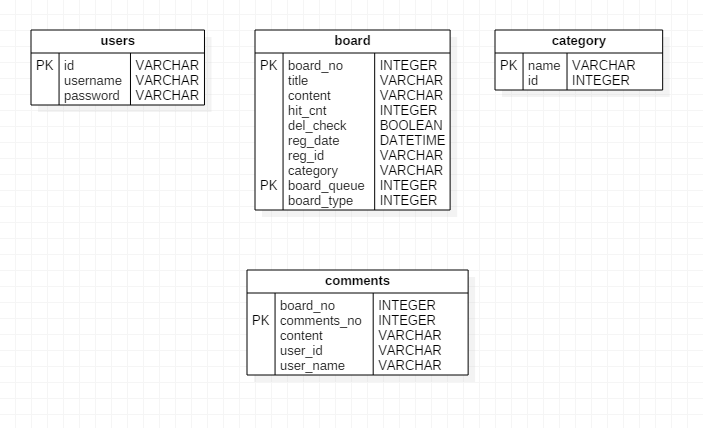 users
PK id VARCHAR
username VARCHAR
password VARCHAR
board
PK board_no INTEGER
title VARCHAR
content VARCHAR
hit_cnt INTEGER
del_check BOOLEAN
reg_date DATETIME
reg_id VARCHAR
category VARCHAR
PK board_queue INTEGER
board_type INTEGER
category
PK name VARCHAR
id INTEGER
comments
board_no INTEGER
PK comments_no INTEGER
content VARCHAR
user_id VARCHAR
user_name VARCHAR